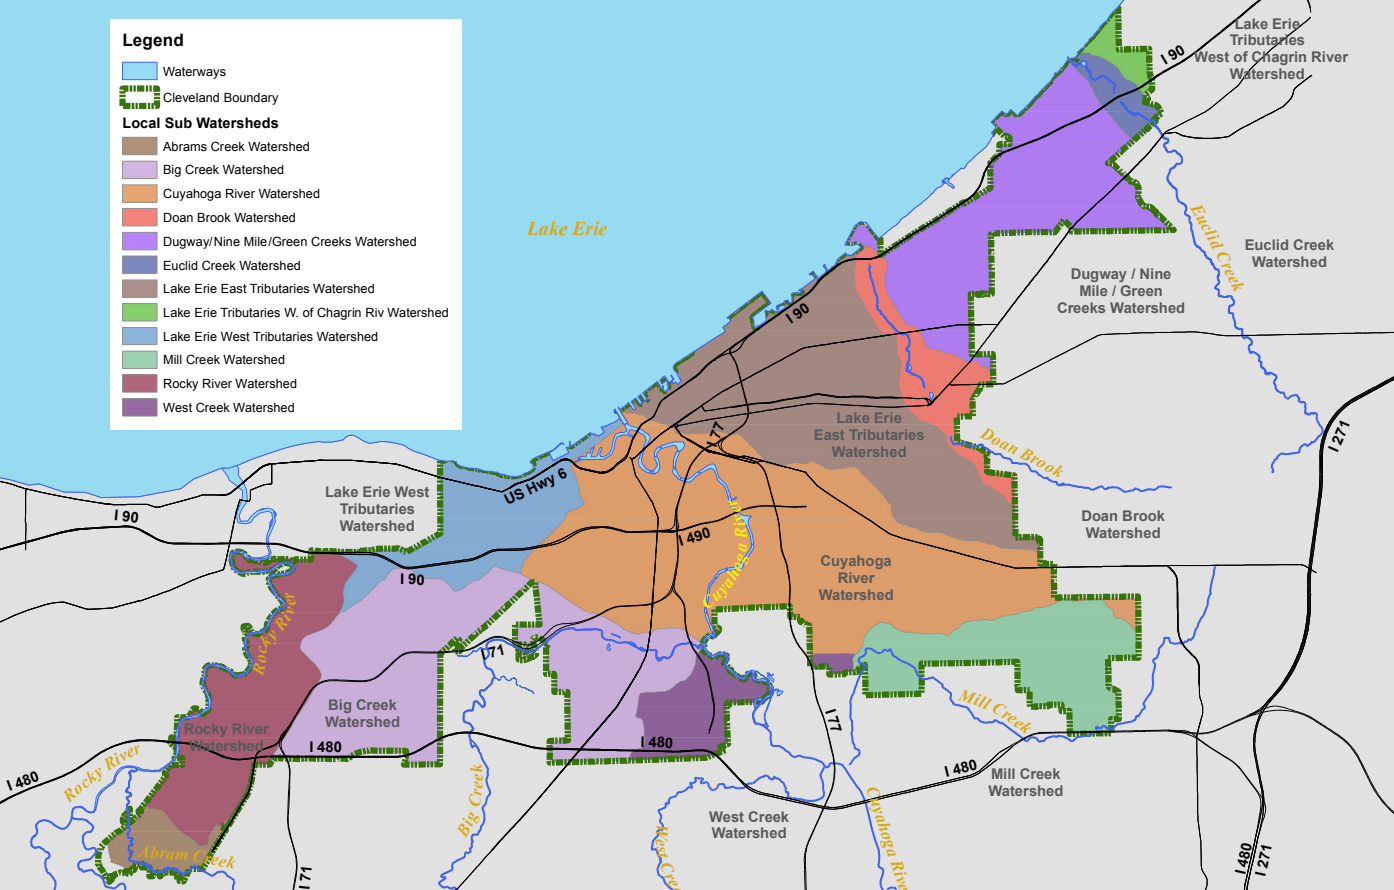 Legend
Waterways
Cleveland Boundary
Local Sub Watersheds
Abrams Creek Watershed
Big Creek Watershed
Cuyahoga River Watershed
Doan Brook Watershed
Dugway/Nine Mile/Green Creeks Watershed
Euclid Creek Watershed
Lake Erie East Tributaries Watershed
Lake Erie Tributaries W. of Chagrin Riv Watershed
Lake Erie West Tributaries Watershed
Mill Creek Watershed
Rocky River Watershed
West Creek Watershed
Lake Erie
Tributaries
West of Chagrin River
Watershed
I 90
Lake Erie
Euclid Creek
Euclid Creek
Watershed
Dugway / Nine
Mile / Green
Creeks Watershed
I 90
I 271
Lake Erie
East Tributaries
Watershed
I 77
Doan Brook
Doan Brook
Watershed
US Hwy 6
Lake Erie West
Tributaries
Watershed
I 90
I 490
Cuyahoga River
Cuyahoga
River
Watershed
I 90
Rocky River
I 71
Big Creek
Watershed
Rocky River
Watershed
I 480
I 480
I 77
Mill Creek
I 480
Rocky River
I 480
Mill Creek
Watershed
Big Creek
West Creek
Watershed
Cuyahoga Rive
West Cree
Abram Creek
I 71
I 480
I 271